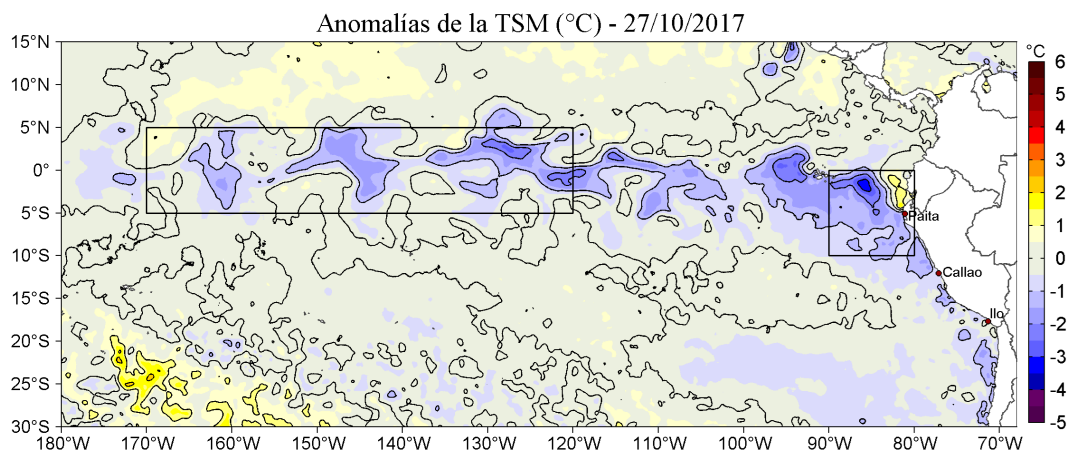 Anomalías de la TSM (°C) - 27/10/2017
°C
15°N
10°N
5°N
0°
5°S
10°S
15°S
20°S
25°S
30°S
180°W
170°W
160°W
150°W
140°W
130°W
120°W
110°W
100°W
90°W
80°W
70°W
Paita
Callao
Ilo
6
5
4
3
2
1
0
-1
-2
-3
-4
-5